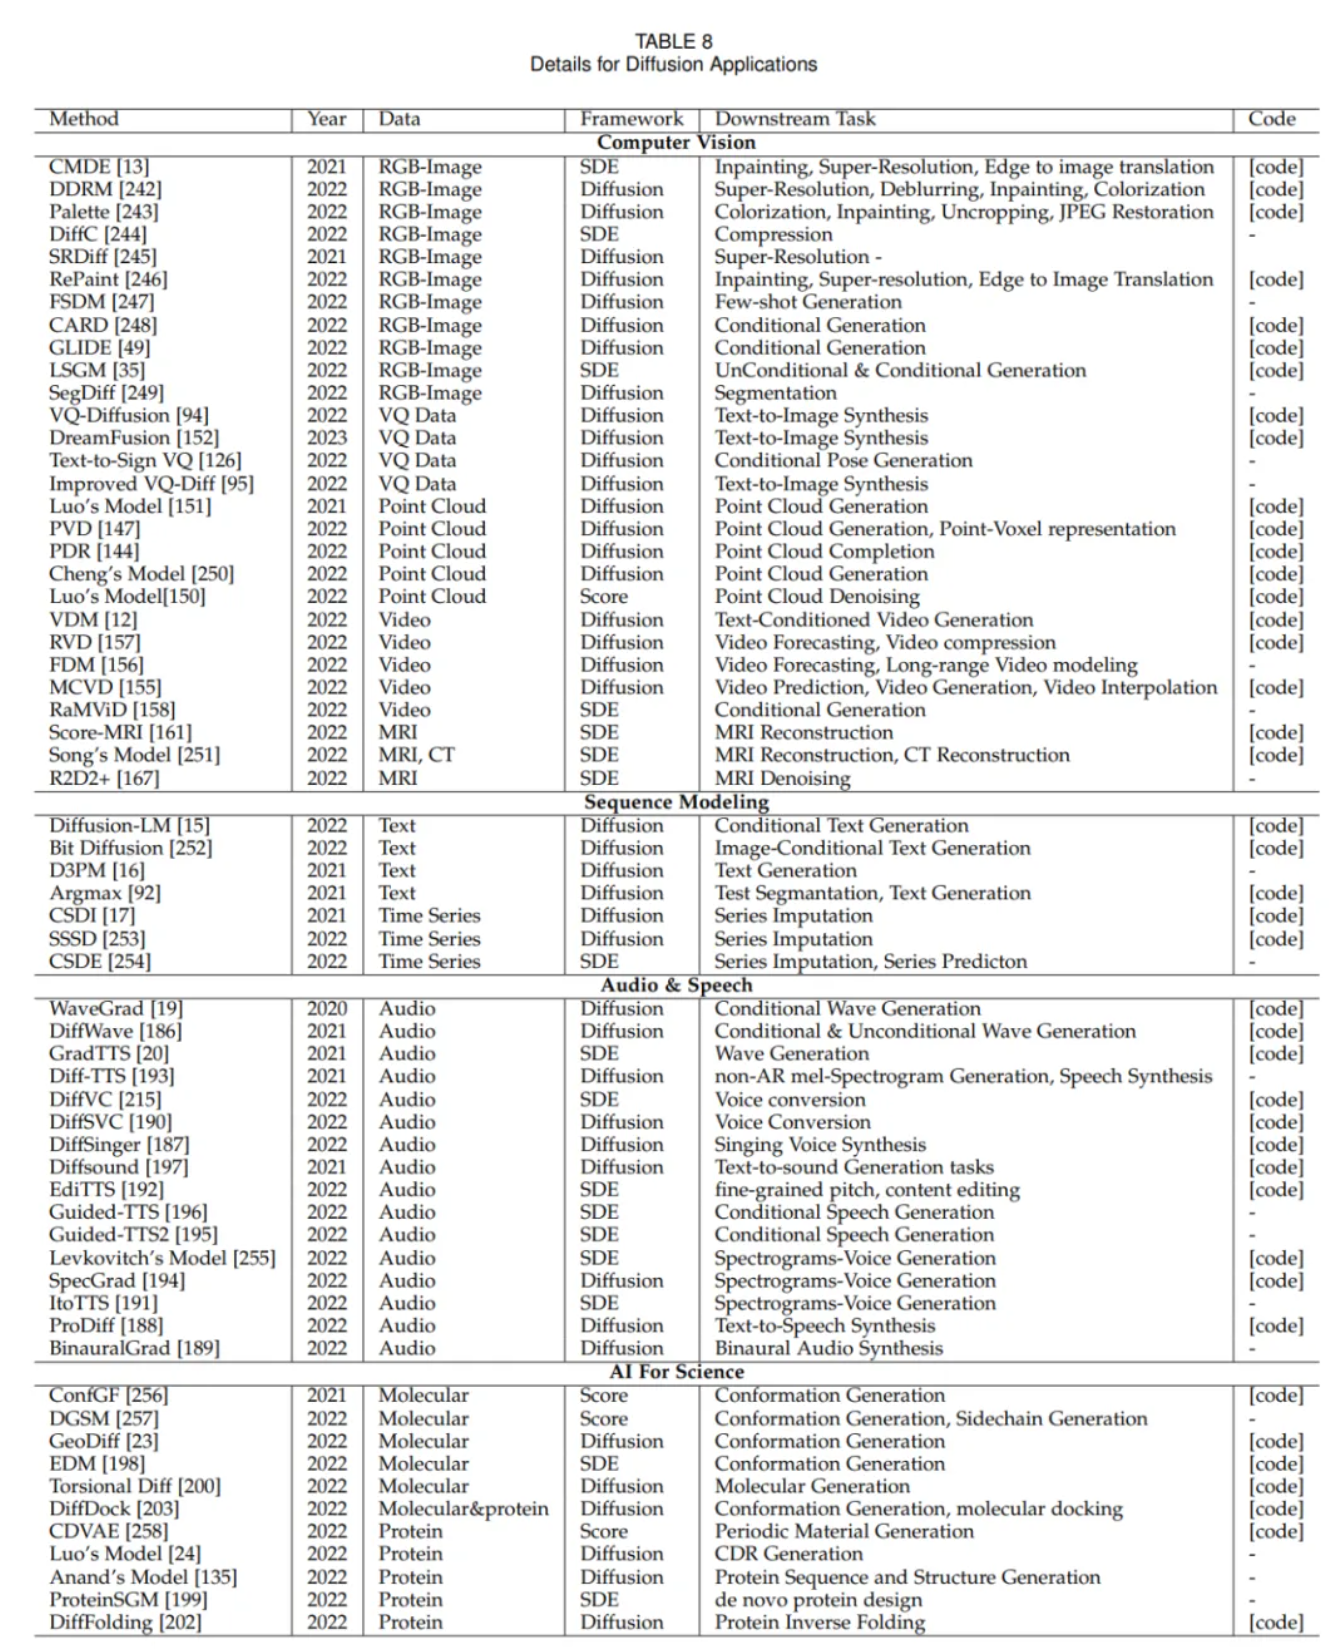 TABLE 8
Details for Diffusion Applications
Method Year Data Framework Downstream Task Code
Computer Vision
CMDE [13] 2021 RGB-Image SDE Inpainting, Super-Resolution, Edge to image translation [code]
DDRM [242] 2022 RGB-Image Diffusion Super-Resolution, Deblurring, Inpainting, Colorization [code]
Palette [243] 2022 RGB-Image Diffusion Colorization, Inpainting, Uncropping, JPEG Restoration [code]
DiffC [244] 2022 RGB-Image SDE Compression -
SRDiff [245] 2021 RGB-Image Diffusion Super-Resolution -
RePaint [246] 2022 RGB-Image Diffusion Inpainting, Super-resolution, Edge to Image Translation [code]
FSDM [247] 2022 RGB-Image Diffusion Few-shot Generation -
CARD [248] 2022 RGB-Image Diffusion Conditional Generation [code]
GLIDE [49] 2022 RGB-Image Diffusion Conditional Generation [code]
LSGM [35] 2022 RGB-Image SDE UnConditional & Conditional Generation [code]
SegDiff [249] 2022 RGB-Image Diffusion Segmentation -
VQ-Diffusion [94] 2022 VQ Data Diffusion Text-to-Image Synthesis [code]
DreamFusion [152] 2023 VQ Data Diffusion Text-to-Image Synthesis [code]
Text-to-Sign VQ [126] 2022 VQ Data Diffusion Conditional Pose Generation -
Improved VQ-Diff [95] 2022 VQ Data Diffusion Text-to-Image Synthesis -
Luo's Model [151] 2021 Point Cloud Diffusion Point Cloud Generation [code]
PVD [147] 2022 Point Cloud Diffusion Point Cloud Generation, Point-Voxel representation [code]
PDR [144] 2022 Point Cloud Diffusion Point Cloud Completion [code]
Cheng's Model [250] 2022 Point Cloud Diffusion Point Cloud Generation [code]
Luo's Model[150] 2022 Point Cloud Score Point Cloud Denoising [code]
VDM [12] 2022 Video Diffusion Text-Conditioned Video Generation [code]
RVD [157] 2022 Video Diffusion Video Forecasting, Video compression [code]
FDM [156] 2022 Video Diffusion Video Forecasting, Long-range Video modeling -
MCVD [155] 2022 Video Diffusion Video Prediction, Video Generation, Video Interpolation [code]
RaMViD [158] 2022 Video SDE Conditional Generation -
Score-MRI [161] 2022 MRI SDE MRI Reconstruction [code]
Song's Model [251] 2022 MRI, CT SDE MRI Reconstruction, CT Reconstruction [code]
R2D2+ [167] 2022 MRI SDE MRI Denoising -
Sequence Modeling
Diffusion-LM [15] 2022 Text Diffusion Conditional Text Generation [code]
Bit Diffusion [252] 2022 Text Diffusion Image-Conditional Text Generation [code]
D3PM [16] 2021 Text Diffusion Text Generation -
Argmax [92] 2021 Text Diffusion Test Segmantation, Text Generation [code]
CSDI [17] 2021 Time Series Diffusion Series Imputation [code]
SSSD [253] 2022 Time Series Diffusion Series Imputation [code]
CSDE [254] 2022 Time Series SDE Series Imputation, Series Predicton -
Audio & Speech
WaveGrad [19] 2020 Audio Diffusion Conditional Wave Generation [code]
DiffWave [186] 2021 Audio Diffusion Conditional & Unconditional Wave Generation [code]
GradTTS [20] 2021 Audio SDE Wave Generation [code]
Diff-TTS [193] 2021 Audio Diffusion non-AR mel-Spectrogram Generation, Speech Synthesis -
DiffVC [215] 2022 Audio SDE Voice conversion [code]
DiffSVC [190] 2022 Audio Diffusion Voice Conversion [code]
DiffSinger [187] 2022 Audio Diffusion Singing Voice Synthesis [code]
Diffsound [197] 2021 Audio Diffusion Text-to-sound Generation tasks [code]
EdiTTS [192] 2022 Audio SDE fine-grained pitch, content editing [code]
Guided-TTS [196] 2022 Audio SDE Conditional Speech Generation -
Guided-TTS2 [195] 2022 Audio SDE Conditional Speech Generation -
Levkovitch's Model [255] 2022 Audio SDE Spectrograms-Voice Generation [code]
SpecGrad [194] 2022 Audio Diffusion Spectrograms-Voice Generation [code]
ItoTTS [191] 2022 Audio SDE Spectrograms-Voice Generation -
ProDiff [188] 2022 Audio Diffusion Text-to-Speech Synthesis [code]
BinauralGrad [189] 2022 Audio Diffusion Binaural Audio Synthesis -
AI For Science
ConfGF [256] 2021 Molecular Score Conformation Generation [code]
DGSM [257] 2022 Molecular Score Conformation Generation, Sidechain Generation -
GeoDiff [23] 2022 Molecular Diffusion Conformation Generation [code]
EDM [198] 2022 Molecular SDE Conformation Generation [code]
Torsional Diff [200] 2022 Molecular Diffusion Molecular Generation [code]
DiffDock [203] 2022 Molecular&protein Diffusion Conformation Generation, molecular docking [code]
CDVAE [258] 2022 Protein Score Periodic Material Generation [code]
Luo's Model [24] 2022 Protein Diffusion CDR Generation -
Anand's Model [135] 2022 Protein Diffusion Protein Sequence and Structure Generation -
ProteinSGM [199] 2022 Protein SDE de novo protein design -
DiffFolding [202] 2022 Protein Diffusion Protein Inverse Folding [code]